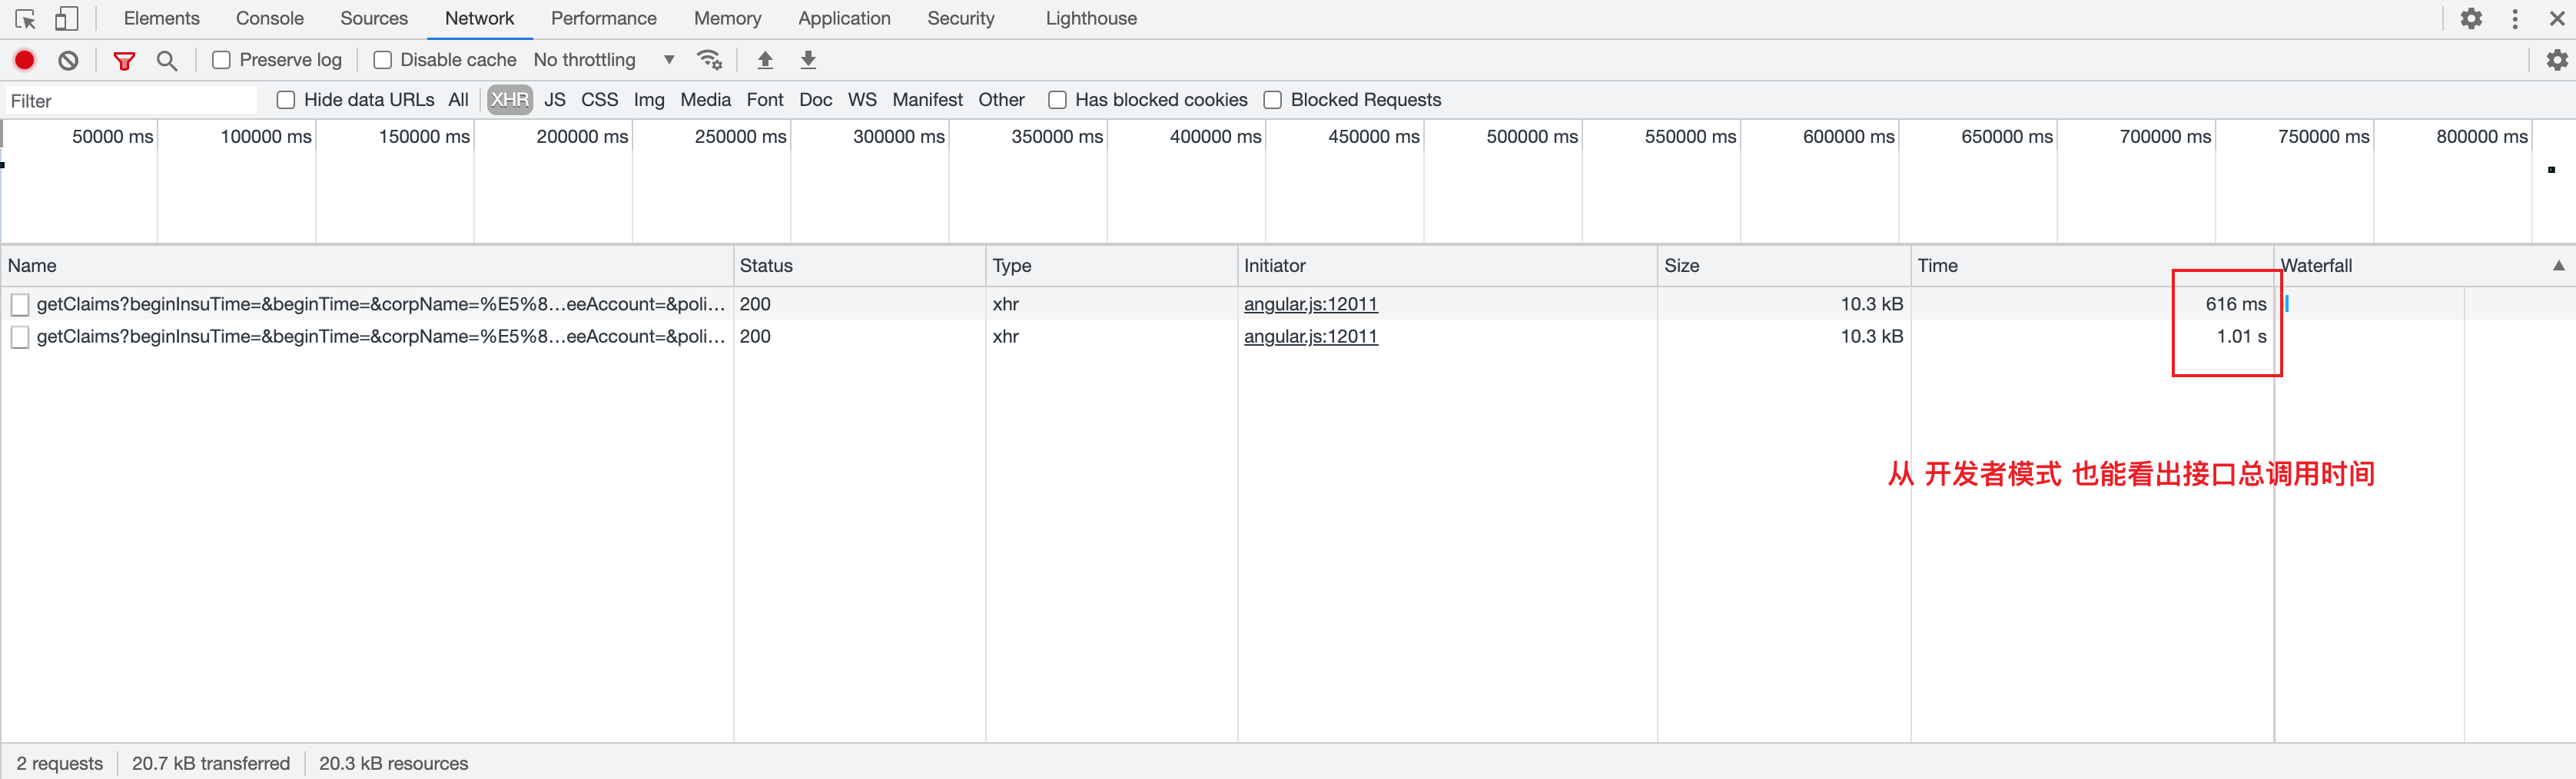 Elements Console Sources Network Performance Memory Application Security Lighthouse
Preserve log Disable cache No throttling
Filter Hide data URLs All XHR JS CSS Img Media Font Doc WS Manifest Other Has blocked cookies Blocked Requests
50000 ms 100000 ms 150000 ms 200000 ms 250000 ms 300000 ms 350000 ms 400000 ms 450000 ms 500000 ms 550000 ms 600000 ms 650000 ms 700000 ms 750000 ms 800000 ms
Name Status Type Initiator Size Time Waterfall
getClaims?beginInsuTime=&beginTime=&corpName=%E5%8...eeAccount=&poli... 200 xhr angular.js:12011 10.3 kB 616 ms
getClaims?beginInsuTime=&beginTime=&corpName=%E5%8...eeAccount=&poli... 200 xhr angular.js:12011 10.3 kB 1.01 s
从 开发者模式 也能看出接口总调用时间
2 requests 20.7 kB transferred 20.3 kB resources